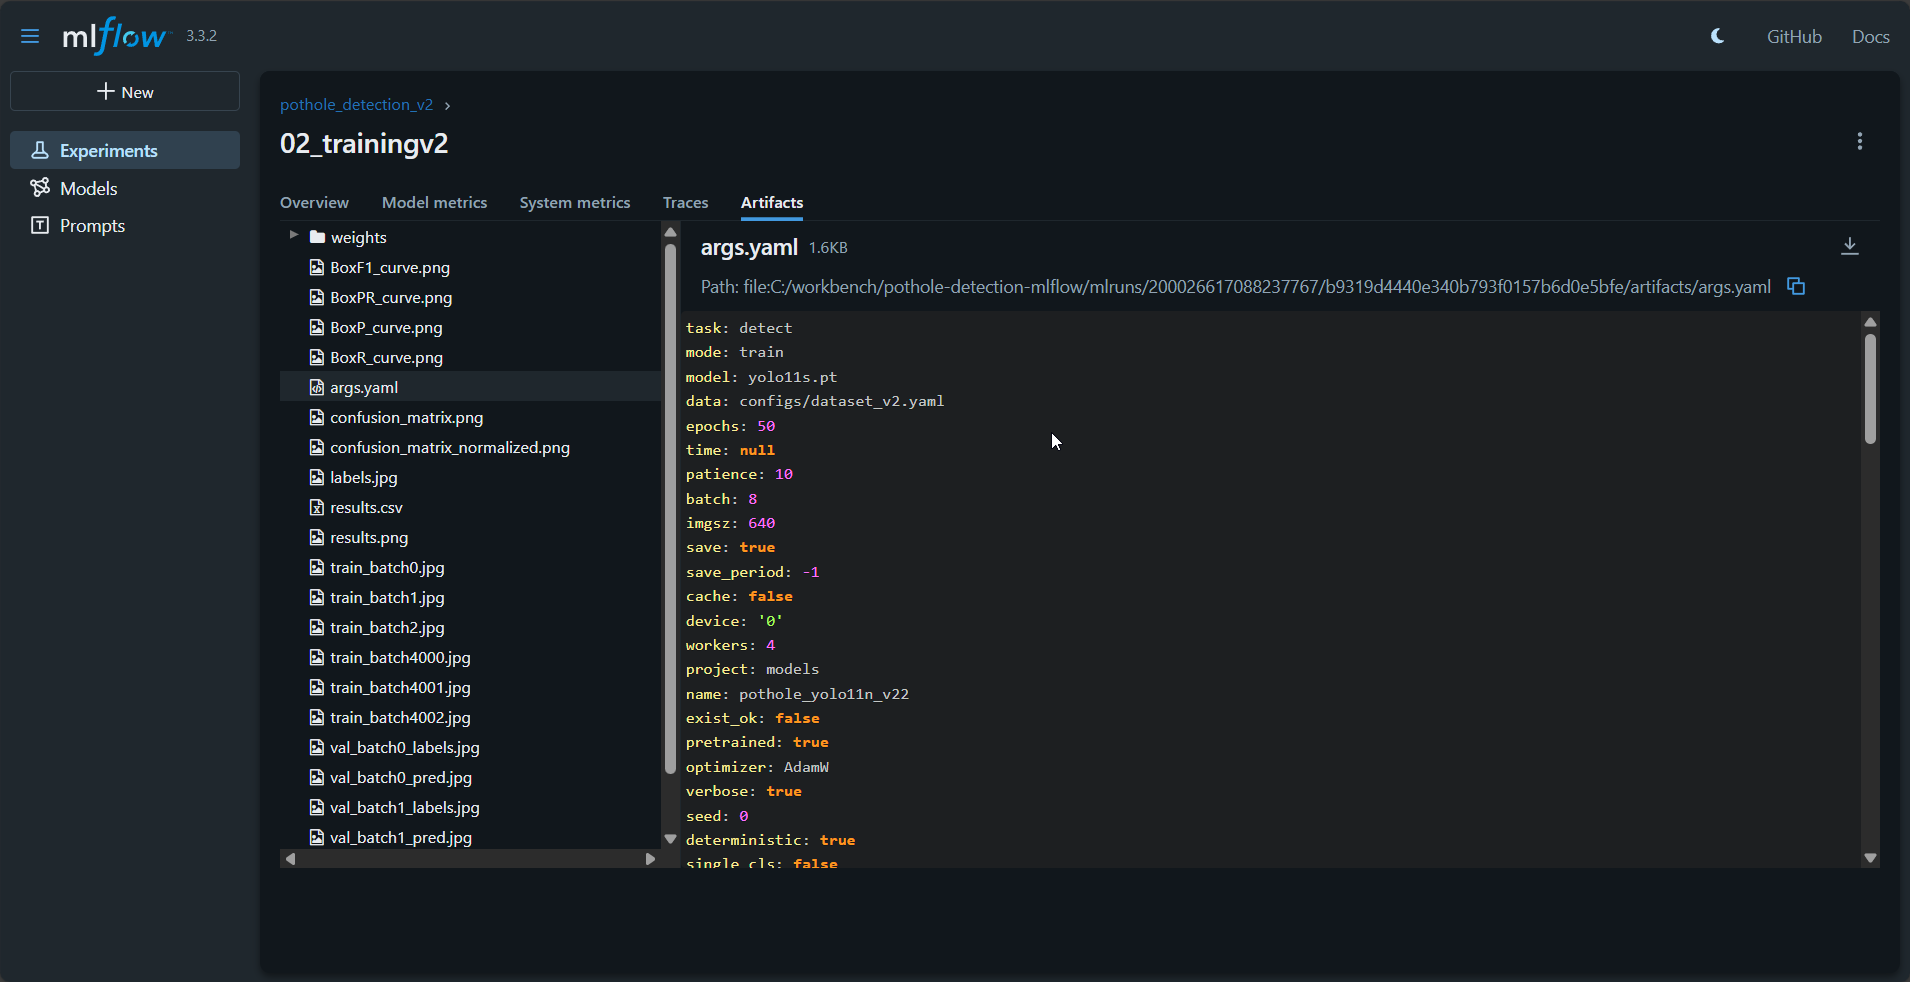 mlflow 3.3.2
GitHub
Docs
New
Experiments
Models
Prompts
pothole_detection_v2 ›
02_trainingv2
Overview
Model metrics
System metrics
Traces
Artifacts
weights
BoxF1_curve.png
BoxPR_curve.png
BoxP_curve.png
BoxR_curve.png
args.yaml
confusion_matrix.png
confusion_matrix_normalized.png
labels.jpg
results.csv
results.png
train_batch0.jpg
train_batch1.jpg
train_batch2.jpg
train_batch4000.jpg
train_batch4001.jpg
train_batch4002.jpg
val_batch0_labels.jpg
val_batch0_pred.jpg
val_batch1_labels.jpg
val_batch1_pred.jpg
args.yaml 1.6KB
Path: file:C:/workbench/pothole-detection-mlflow/mlruns/200026617088237767/b9319d4440e340b793f0157b6d0e5bfe/artifacts/args.yaml
task: detect
mode: train
model: yolo11s.pt
data: configs/dataset_v2.yaml
epochs: 50
time: null
patience: 10
batch: 8
imgsz: 640
save: true
save_period: -1
cache: false
device: '0'
workers: 4
project: models
name: pothole_yolo11n_v22
exist_ok: false
pretrained: true
optimizer: AdamW
verbose: true
seed: 0
deterministic: true
single_cls: false